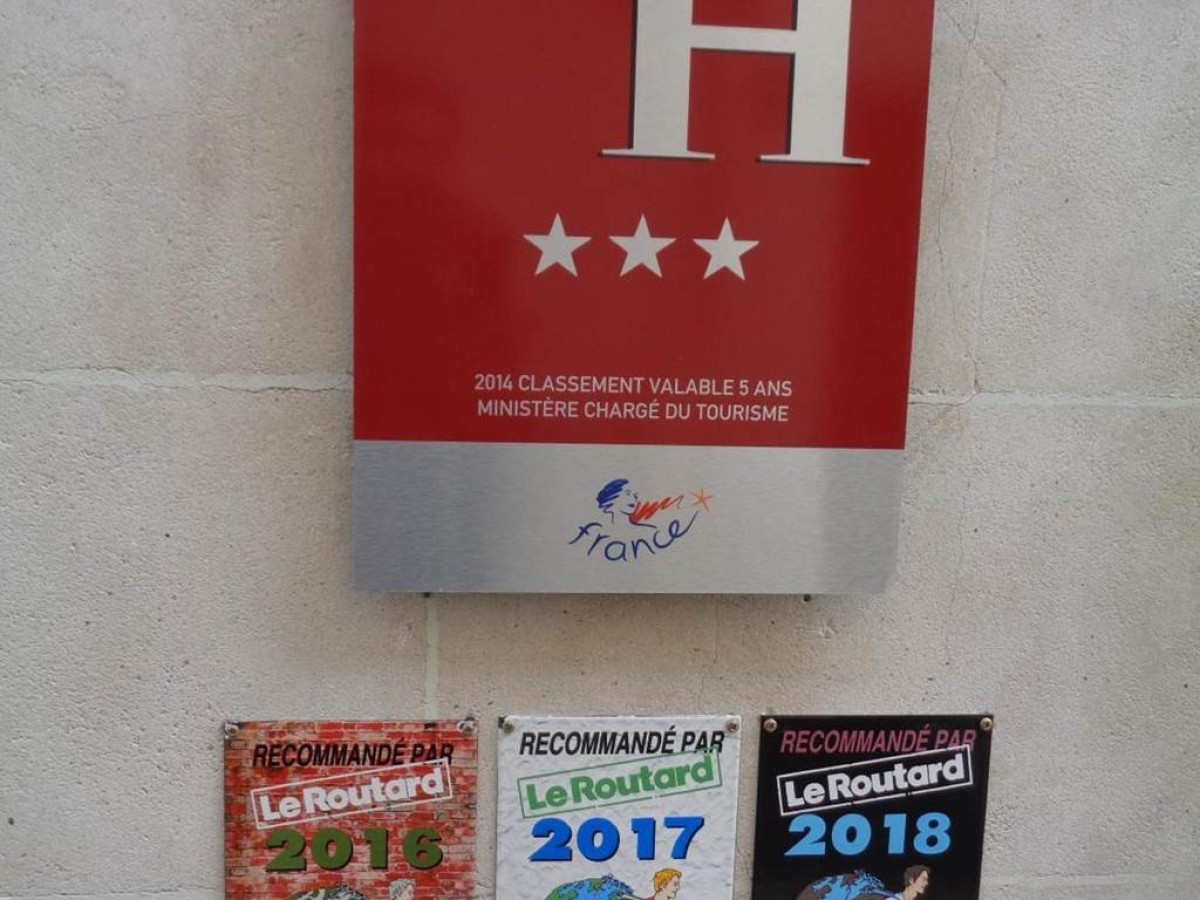 H
2014 CLASSEMENT VALABLE 5 ANS
MINISTÈRE CHARGÉ DU TOURISME
france
RECOMMANDÉ PAR
Le Routard
2016
RECOMMANDÉ PAR
Le Routard
2017
RECOMMANDÉ PAR
Le Routard
2018